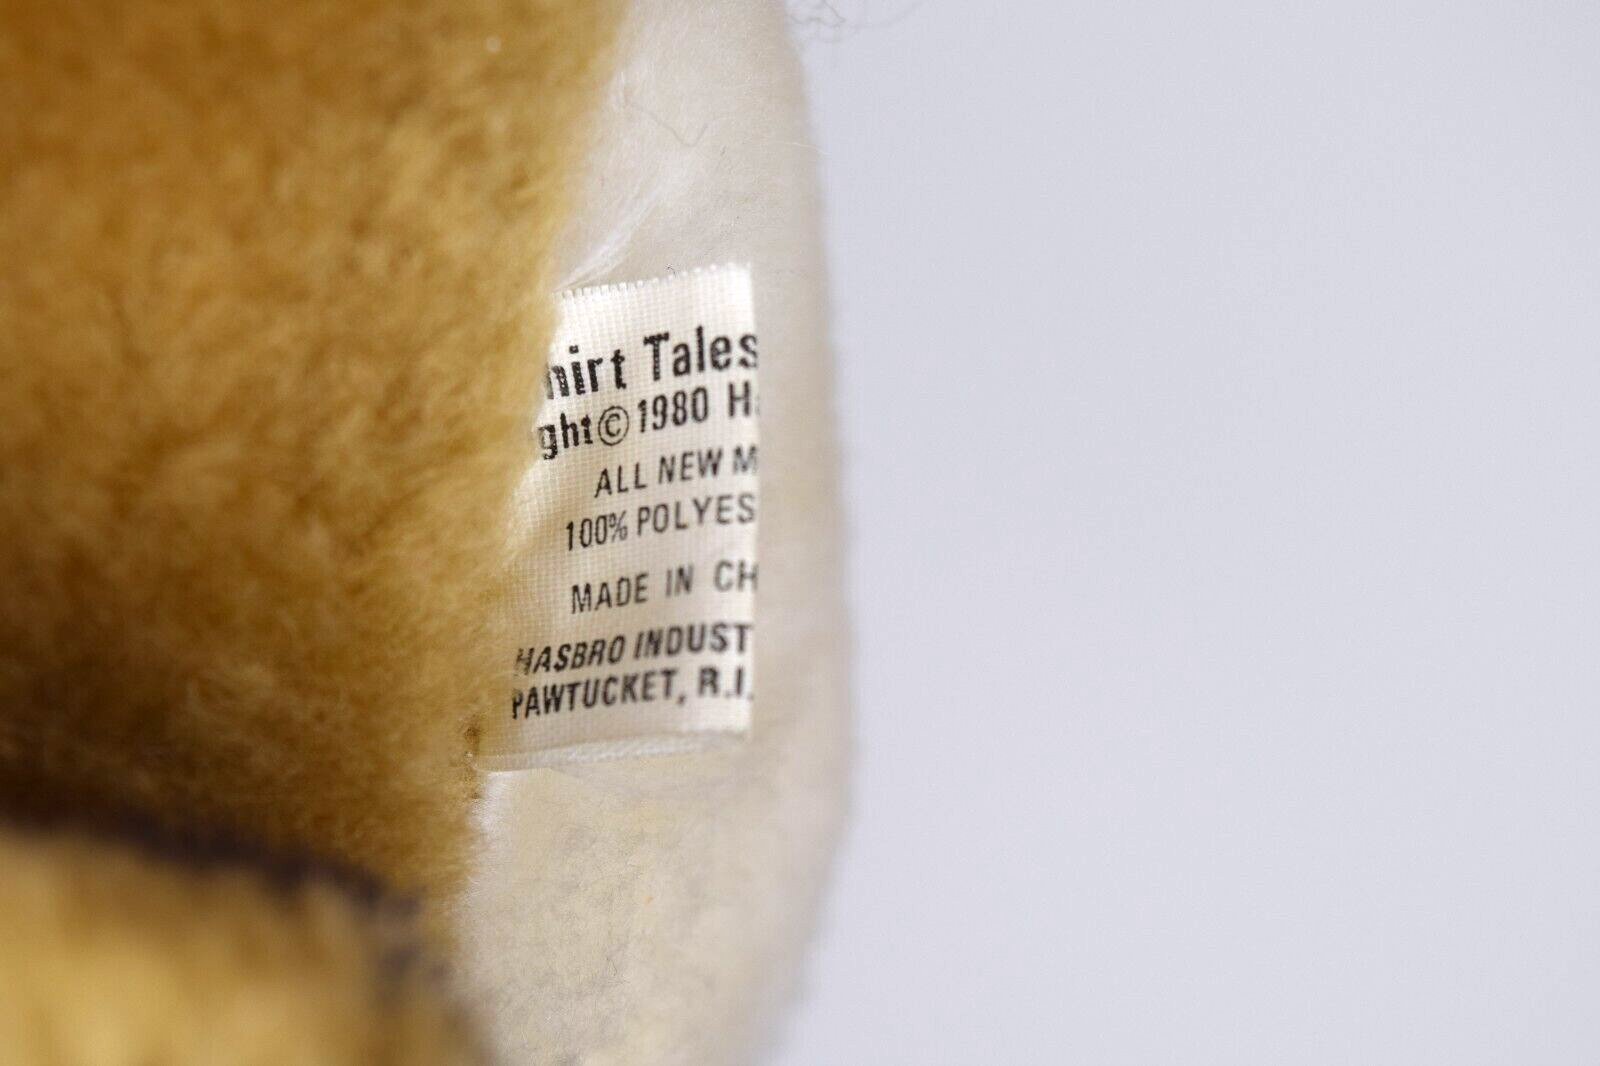 hirt Tales
ght © 1980 H
ALL NEW M
100% POLYES
MADE IN CH
HASBRO INDUST
PAWTUCKET, R.I.